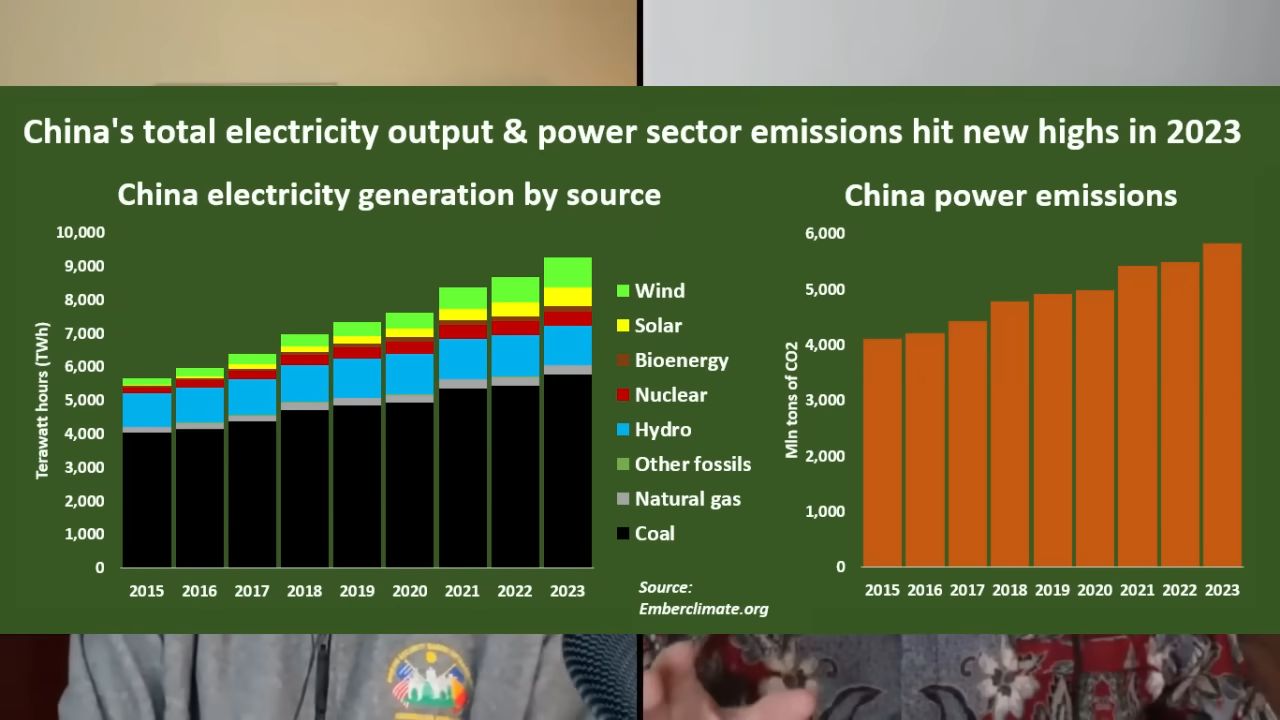 China's total electricity output & power sector emissions hit new highs in 2023
China electricity generation by source
Terawatt hours (TWh)
10,000
9,000
8,000
7,000
6,000
5,000
4,000
3,000
2,000
1,000
0
2015 2016 2017 2018 2019 2020 2021 2022 2023
Wind
Solar
Bioenergy
Nuclear
Hydro
Other fossils
Natural gas
Coal
Source:
Emberclimate.org
China power emissions
Mln tons of CO2
6,000
5,000
4,000
3,000
2,000
1,000
0
2015 2016 2017 2018 2019 2020 2021 2022 2023